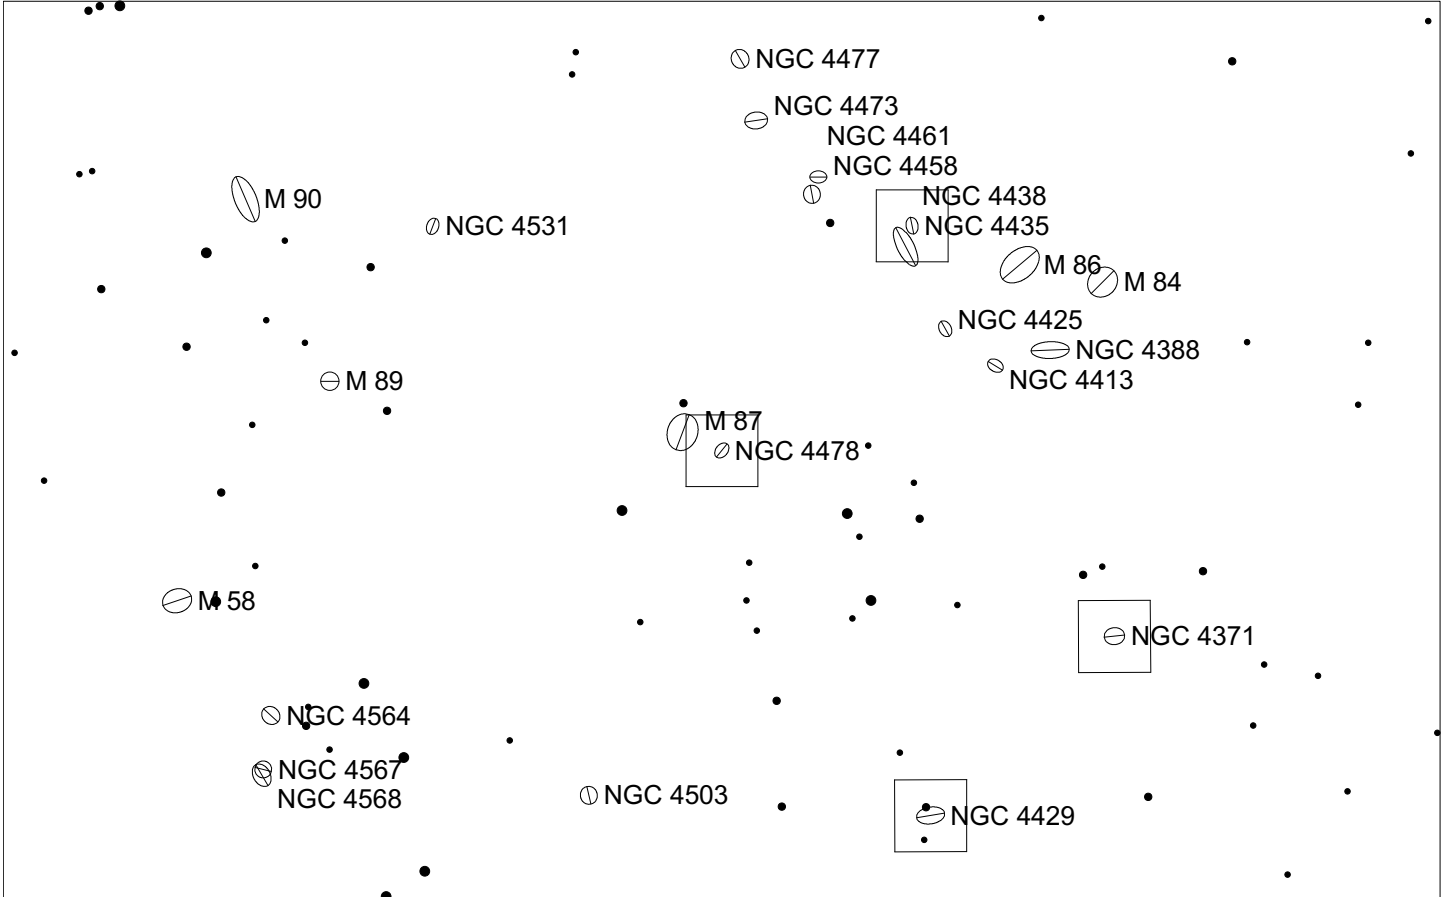 NGC 4477
NGC 4473
NGC 4461
NGC 4458
M 90
NGC 4438
NGC 4531
NGC 4435
M 86
M 84
NGC 4425
NGC 4388
M 89
NGC 4413
M 87
NGC 4478
M 58
NGC 4371
NGC 4564
NGC 4567
NGC 4568
NGC 4503
NGC 4429